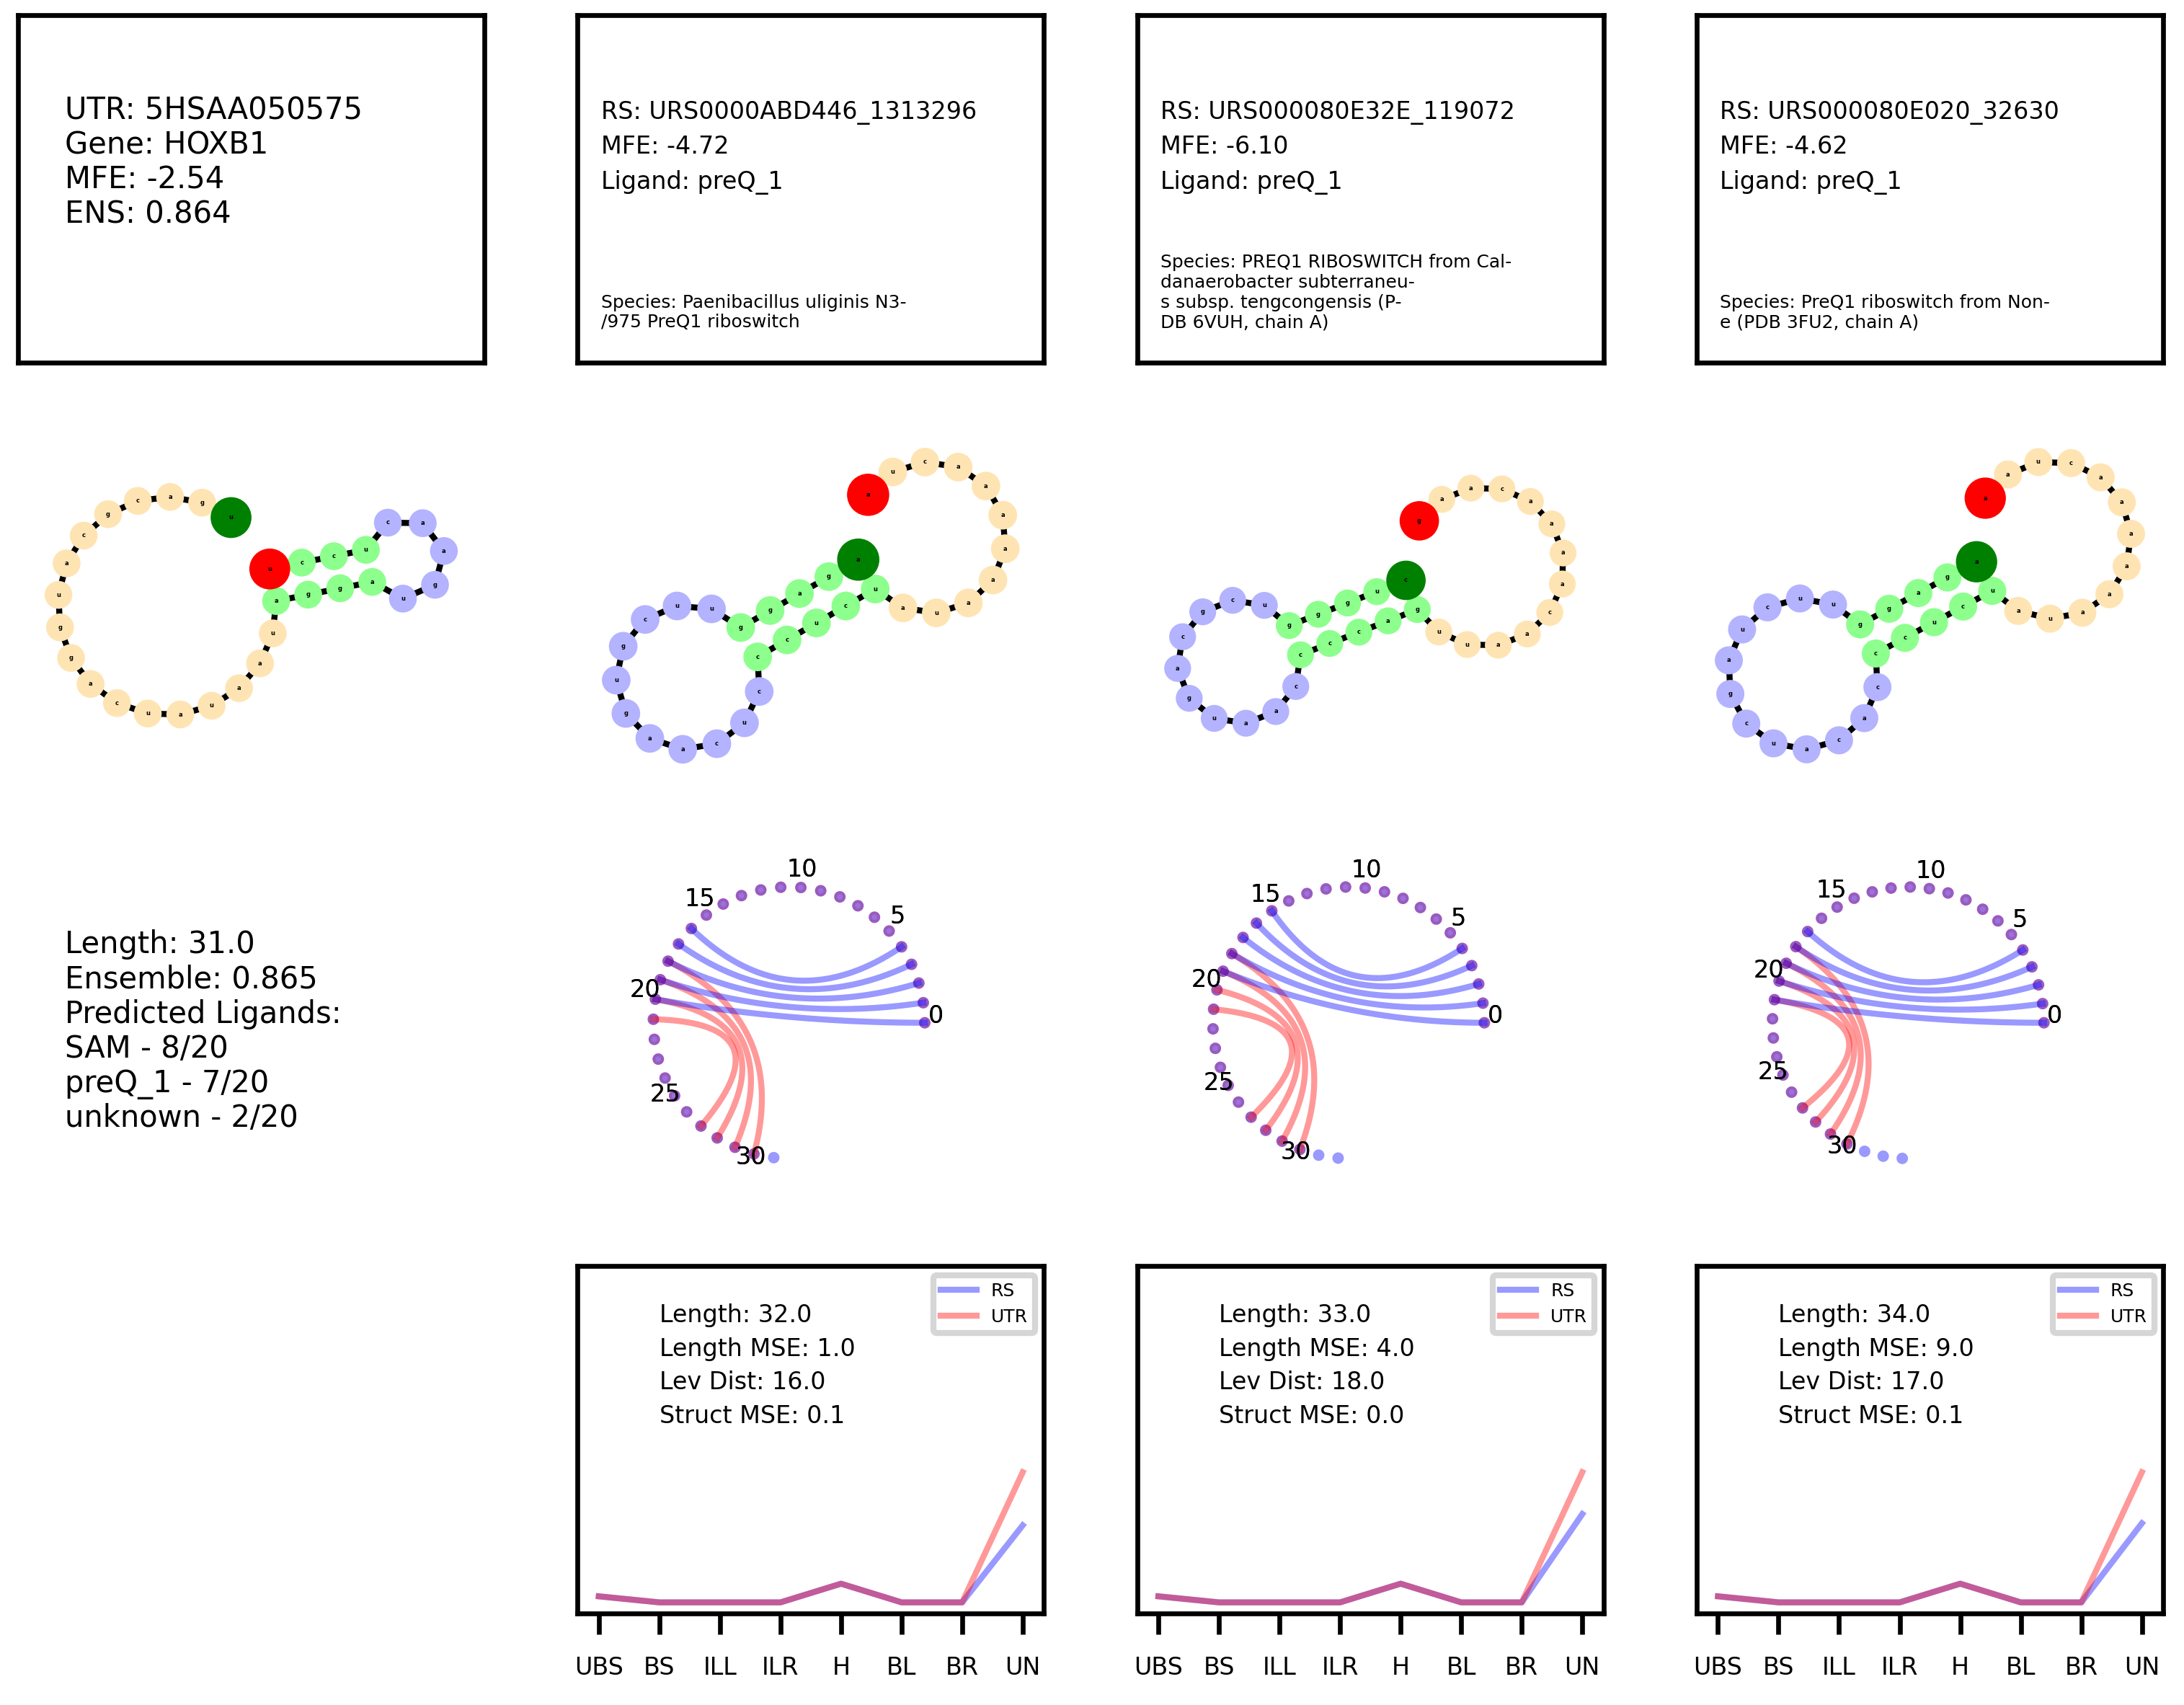 UTR: 5HSAA050575
Gene: HOXB1
MFE: -2.54
ENS: 0.864
RS: URS0000ABD446_1313296
MFE: -4.72
Ligand: preQ_1
Species: Paenibacillus uliginis N3-
/975 PreQ1 riboswitch
RS: URS000080E32E_119072
MFE: -6.10
Ligand: preQ_1
Species: PREQ1 RIBOSWITCH from Cal-
danaerobacter subterraneu-
s subsp. tengcongensis (P-
DB 6VUH, chain A)
RS: URS000080E020_32630
MFE: -4.62
Ligand: preQ_1
Species: PreQ1 riboswitch from Non-
e (PDB 3FU2, chain A)
Length: 31.0
Ensemble: 0.865
Predicted Ligands:
SAM - 8/20
preQ_1 - 7/20
unknown - 2/20
0
5
10
15
20
25
30
0
5
10
15
20
25
30
0
5
10
15
20
25
30
RS
UTR
Length: 32.0
Length MSE: 1.0
Lev Dist: 16.0
Struct MSE: 0.1
UBS BS ILL ILR H BL BR UN
RS
UTR
Length: 33.0
Length MSE: 4.0
Lev Dist: 18.0
Struct MSE: 0.0
UBS BS ILL ILR H BL BR UN
RS
UTR
Length: 34.0
Length MSE: 9.0
Lev Dist: 17.0
Struct MSE: 0.1
UBS BS ILL ILR H BL BR UN